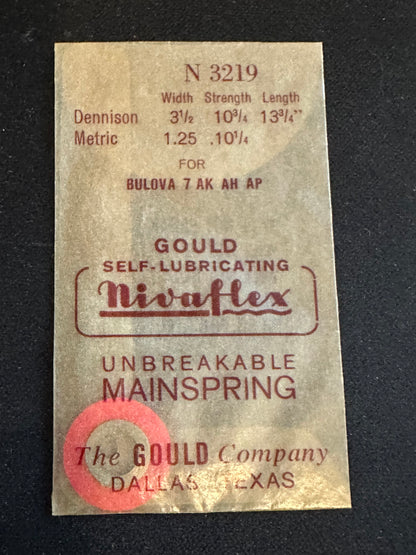 N 3219
Width Strength Length
Dennison 3½ 10¾ 13¾"
Metric 1.25 .10¼
FOR
BULOVA 7 AK AH AP
GOULD
SELF-LUBRICATING
Nivaflex
UNBREAKABLE
MAINSPRING
The GOULD Company
DALLAS, TEXAS